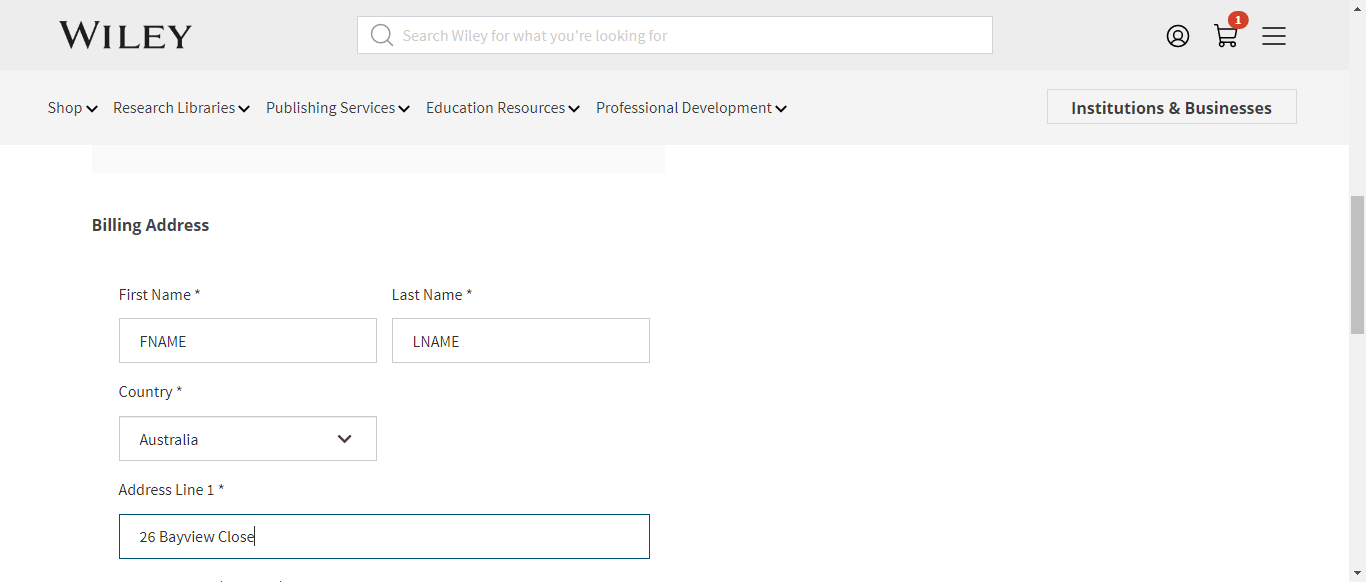 WILEY
Search Wiley for what you're looking for
1
Shop
Research Libraries
Publishing Services
Education Resources
Professional Development
Institutions & Businesses
Billing Address
First Name *
Last Name *
FNAME
LNAME
Country *
Australia
Address Line 1 *
26 Bayview Close